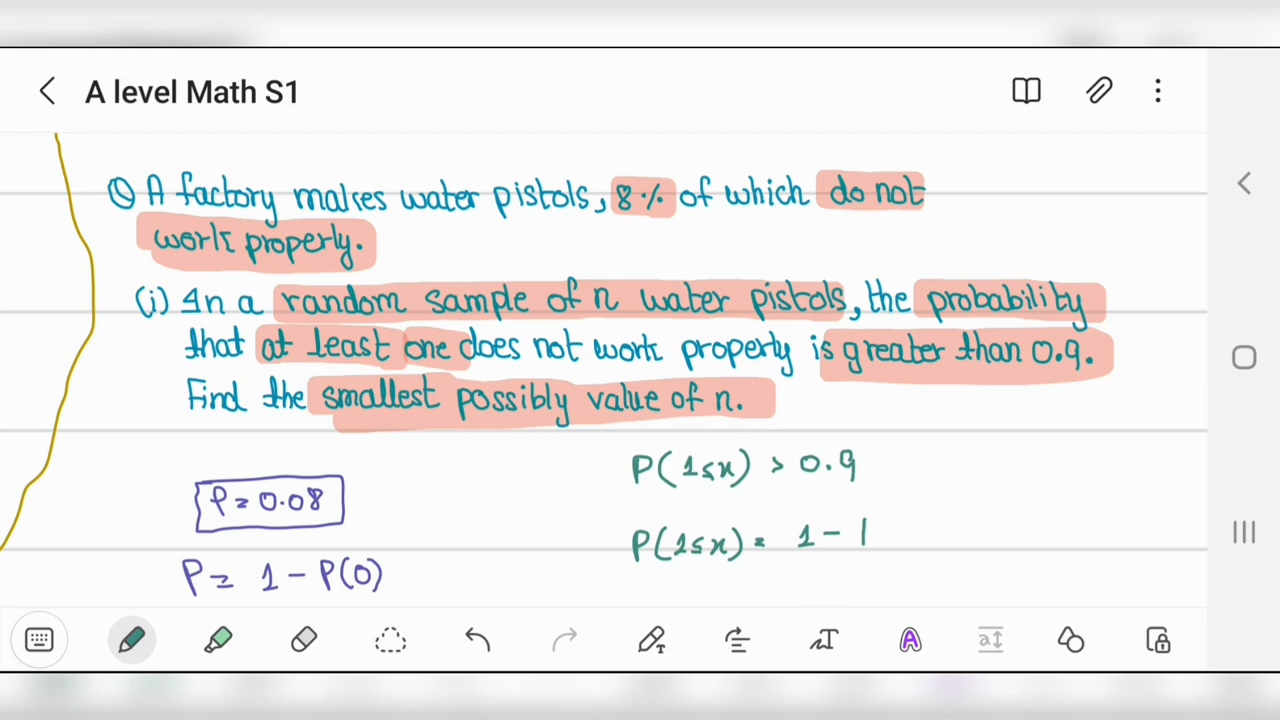 A level Math S1
Q A factory makes water pistols, 8% of which do not
work properly.
(i) In a random sample of n water pistols, the probability
that at least one does not work property is greater than 0.9.
Find the smallest possibly value of n.
P(1≤x) > 0.9
P = 0.08
P(1≤x) = 1 - |
P = 1 - P(0)